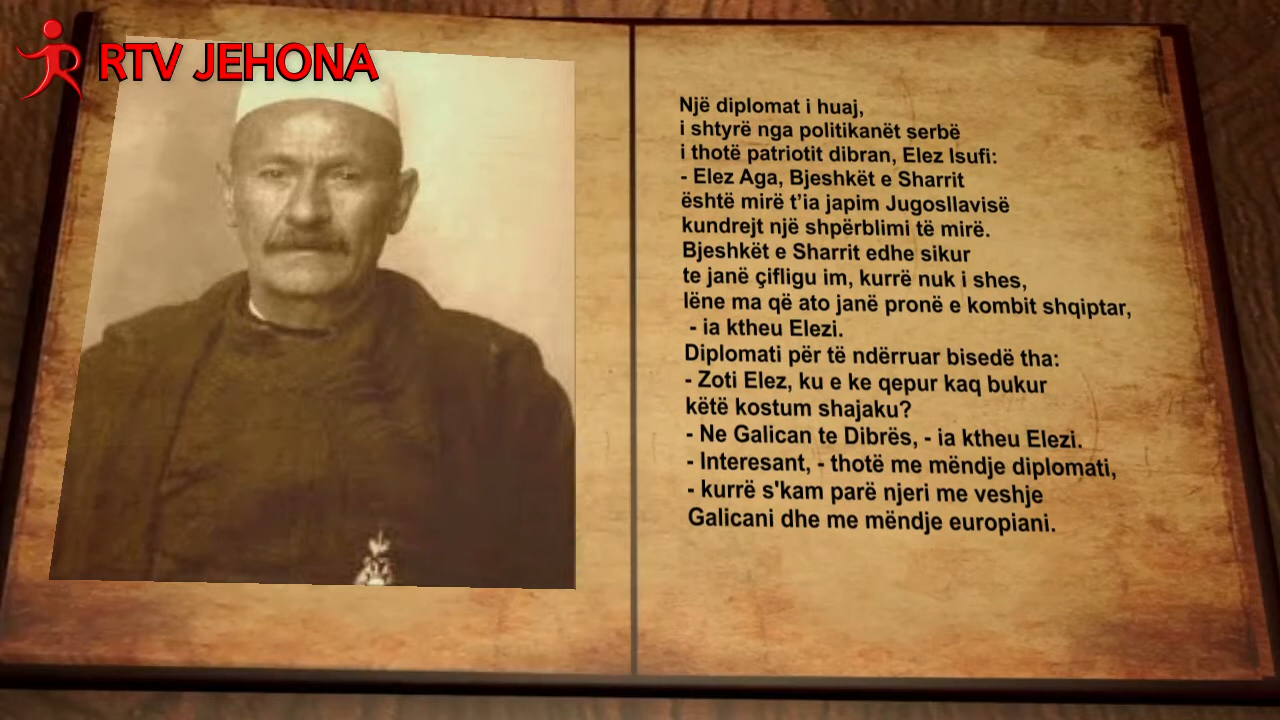 RTV JEHONA
Një diplomat i huaj,
i shtyrë nga politikanët serbë
i thotë patriotit dibran, Elez Isufi:
- Elez Aga, Bjeshkët e Sharrit
është mirë t'ia japim Jugosllavisë
kundrejt një shpërblimi të mirë.
Bjeshkët e Sharrit edhe sikur
te janë çifligu im, kurrë nuk i shes,
lëne ma që ato janë pronë e kombit shqiptar,
- ia ktheu Elezi.
Diplomati për të ndërruar bisedë tha:
- Zoti Elez, ku e ke qepur kaq bukur
këtë kostum shajaku?
- Ne Galican te Dibrës, - ia ktheu Elezi.
- Interesant, - thotë me mëndje diplomati,
- kurrë s'kam parë njeri me veshje
Galicani dhe me mëndje europiani.